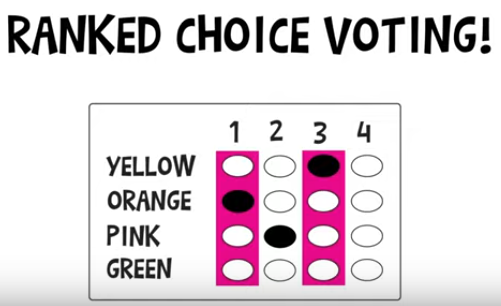 RANKED CHOICE VOTING!
1 2 3 4
YELLOW
ORANGE
PINK
GREEN